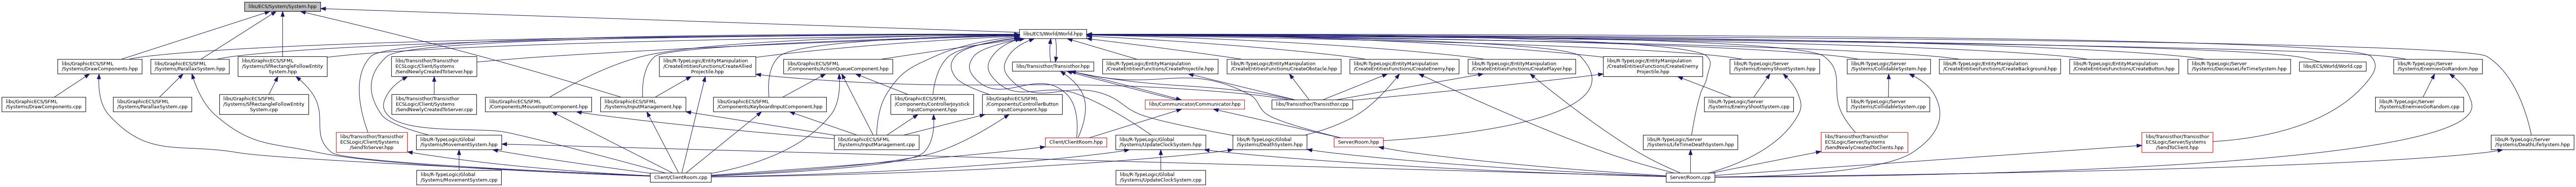 libs/ECS/System/System.hpp
libs/ECS/World/World.hpp
libs/GraphicECS/SFML
/Systems/DrawComponents.hpp
libs/GraphicECS/SFML
/Systems/ParallaxSystem.hpp
libs/GraphicECS/SFML
/Systems/SfRectangleFollowEntity
System.hpp
libs/Transisthor/Transisthor
ECSLogic/Client/Systems
/SendNewlyCreatedToServer.hpp
libs/R-TypeLogic/EntityManipulation
/CreateEntitiesFunctions/CreateAllied
Projectile.hpp
libs/GraphicECS/SFML
/Components/ActionQueueComponent.hpp
libs/Transisthor/Transisthor.hpp
libs/R-TypeLogic/EntityManipulation
/CreateEntitiesFunctions/CreateProjectile.hpp
libs/R-TypeLogic/EntityManipulation
/CreateEntitiesFunctions/CreateObstacle.hpp
libs/R-TypeLogic/EntityManipulation
/CreateEntitiesFunctions/CreateEnemy.hpp
libs/R-TypeLogic/EntityManipulation
/CreateEntitiesFunctions/CreatePlayer.hpp
libs/R-TypeLogic/EntityManipulation
/CreateEntitiesFunctions/CreateEnemy
Projectile.hpp
libs/R-TypeLogic/Server
/Systems/EnemyShootSystem.hpp
libs/R-TypeLogic/Server
/Systems/CollidableSystem.hpp
libs/R-TypeLogic/EntityManipulation
/CreateEntitiesFunctions/CreateBackground.hpp
libs/R-TypeLogic/EntityManipulation
/CreateEntitiesFunctions/CreateButton.hpp
libs/R-TypeLogic/Server
/Systems/DecreaseLifeTimeSystem.hpp
libs/ECS/World/World.cpp
libs/R-TypeLogic/Server
/Systems/EnemiesGoRandom.hpp
libs/GraphicECS/SFML
/Systems/DrawComponents.cpp
libs/GraphicECS/SFML
/Systems/ParallaxSystem.cpp
libs/GraphicECS/SFML
/Systems/SfRectangleFollowEntity
System.cpp
libs/Transisthor/Transisthor
ECSLogic/Client/Systems
/SendNewlyCreatedToServer.cpp
libs/GraphicECS/SFML
/Components/MouseInputComponent.hpp
libs/GraphicECS/SFML
/Systems/InputManagement.hpp
libs/GraphicECS/SFML
/Components/KeyboardInputComponent.hpp
libs/GraphicECS/SFML
/Components/ControllerJoystick
InputComponent.hpp
libs/GraphicECS/SFML
/Components/ControllerButton
InputComponent.hpp
libs/Communicator/Communicator.hpp
libs/Transisthor/Transisthor.cpp
libs/R-TypeLogic/Server
/Systems/EnemyShootSystem.cpp
libs/R-TypeLogic/Server
/Systems/CollidableSystem.cpp
libs/R-TypeLogic/Server
/Systems/EnemiesGoRandom.cpp
libs/Transisthor/Transisthor
ECSLogic/Client/Systems
/SendToServer.hpp
libs/R-TypeLogic/Global
/Systems/MovementSystem.hpp
libs/GraphicECS/SFML
/Systems/InputManagement.cpp
Client/ClientRoom.hpp
libs/R-TypeLogic/Global
/Systems/UpdateClockSystem.hpp
libs/R-TypeLogic/Global
/Systems/DeathSystem.hpp
Server/Room.hpp
libs/R-TypeLogic/Server
/Systems/LifeTimeDeathSystem.hpp
libs/Transisthor/Transisthor
ECSLogic/Server/Systems
/SendNewlyCreatedToClients.hpp
libs/Transisthor/Transisthor
ECSLogic/Server/Systems
/SendToClient.hpp
libs/R-TypeLogic/Server
/Systems/DeathLifeSystem.hpp
libs/R-TypeLogic/Global
/Systems/MovementSystem.cpp
Client/ClientRoom.cpp
libs/R-TypeLogic/Global
/Systems/UpdateClockSystem.cpp
Server/Room.cpp